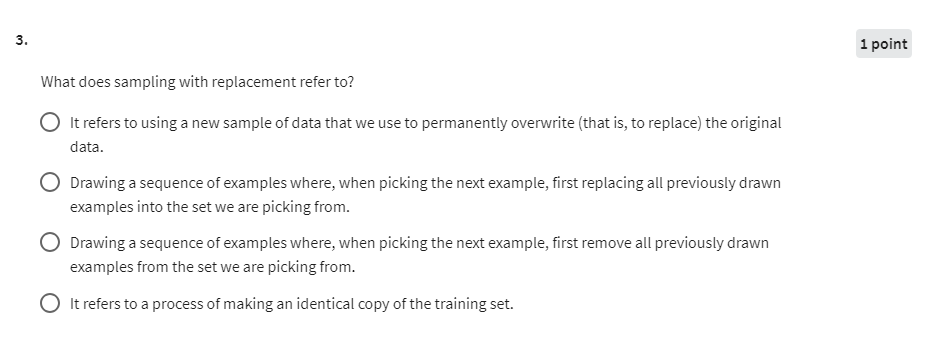 3.
1 point
What does sampling with replacement refer to?
It refers to using a new sample of data that we use to permanently overwrite (that is, to replace) the original
data.
Drawing a sequence of examples where, when picking the next example, first replacing all previously drawn
examples into the set we are picking from.
Drawing a sequence of examples where, when picking the next example, first remove all previously drawn
examples from the set we are picking from.
It refers to a process of making an identical copy of the training set.